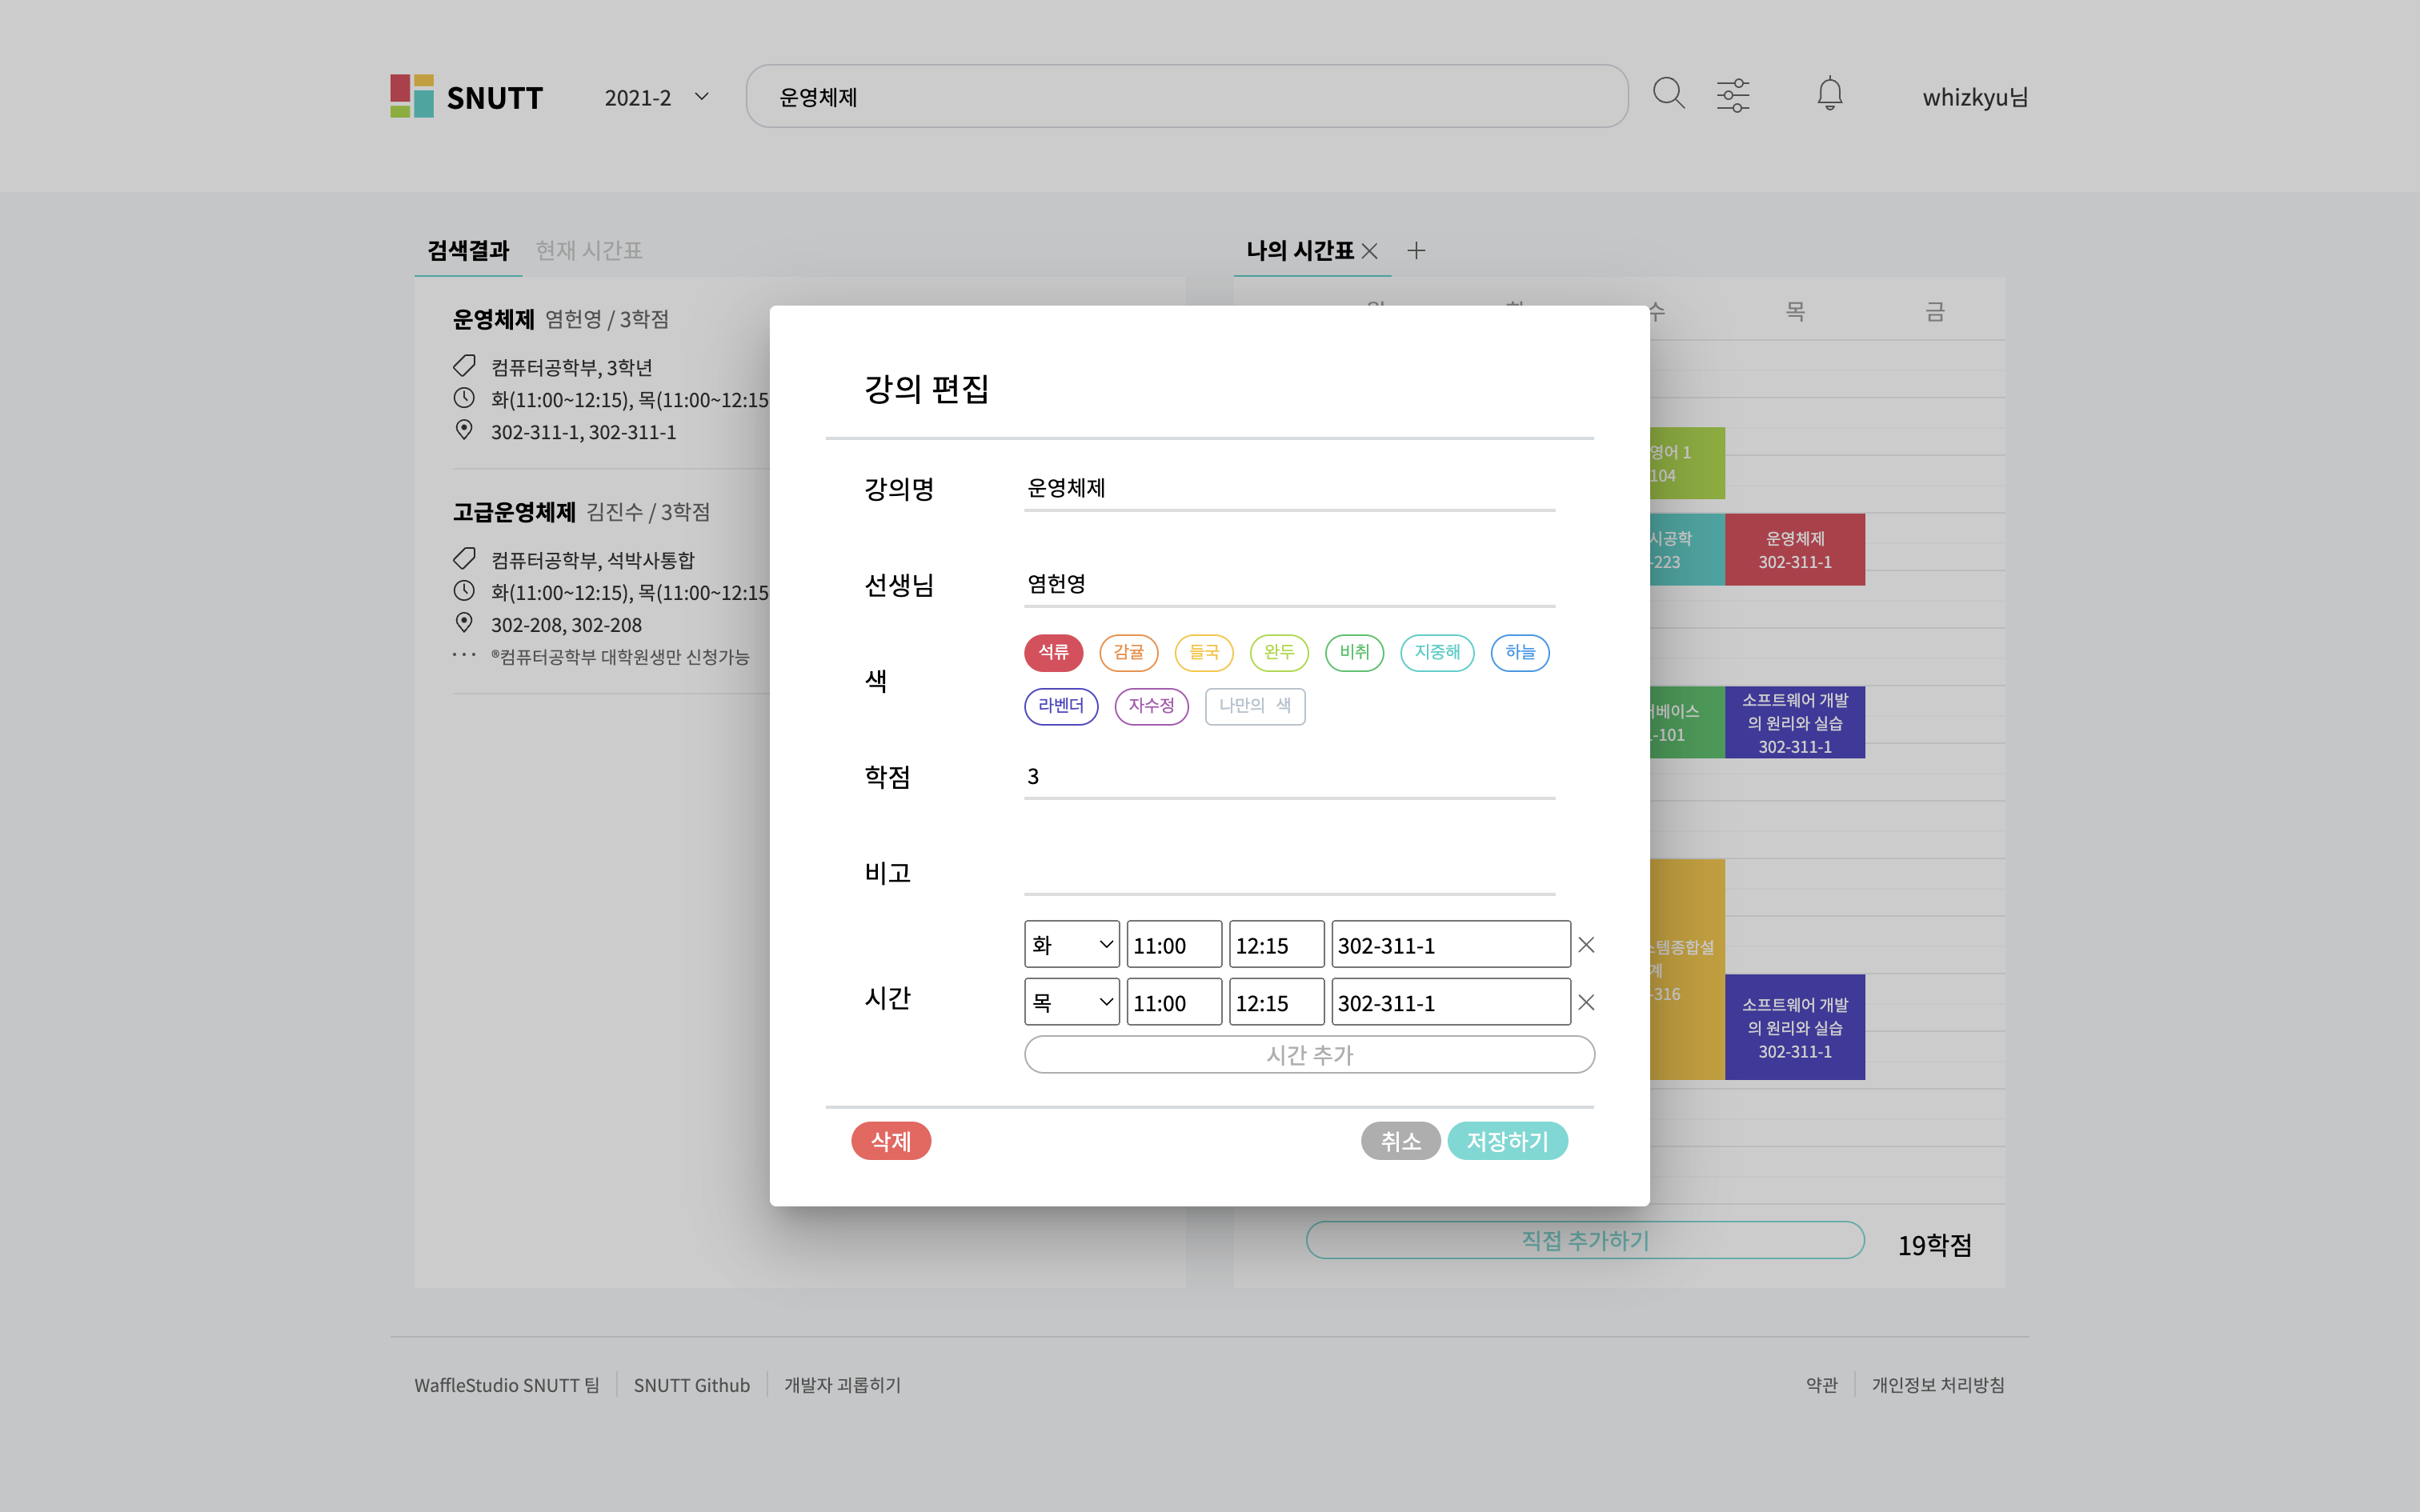 SNUTT 2021-2 운영체제 whizkyu님
검색결과 현재 시간표
운영체제 염헌영 / 3학점
컴퓨터공학부, 3학년
화(11:00~12:15), 목(11:00~12:15
302-311-1, 302-311-1
고급운영체제 김진수 / 3학점
컴퓨터공학부, 석박사통합
화(11:00~12:15), 목(11:00~12:15
302-208, 302-208
®컴퓨터공학부 대학원생만 신청가능
강의 편집
강의명 운영체제
선생님 염헌영
색
석류 감귤 들국 완두 비취 지중해 하늘
라벤더 자수정 나만의 색
학점 3
비고
시간
화 11:00 12:15 302-311-1
목 11:00 12:15 302-311-1
시간 추가
삭제 취소 저장하기
나의 시간표
수 목 금
영어 1
104
시공학
-223
운영체제
302-311-1
베이스
-101
소프트웨어 개발
의 원리와 실습
302-311-1
템종합설
계
-316
소프트웨어 개발
의 원리와 실습
302-311-1
직접 추가하기 19학점
WaffleStudio SNUTT 팀 SNUTT Github 개발자 괴롭히기 약관 개인정보 처리방침